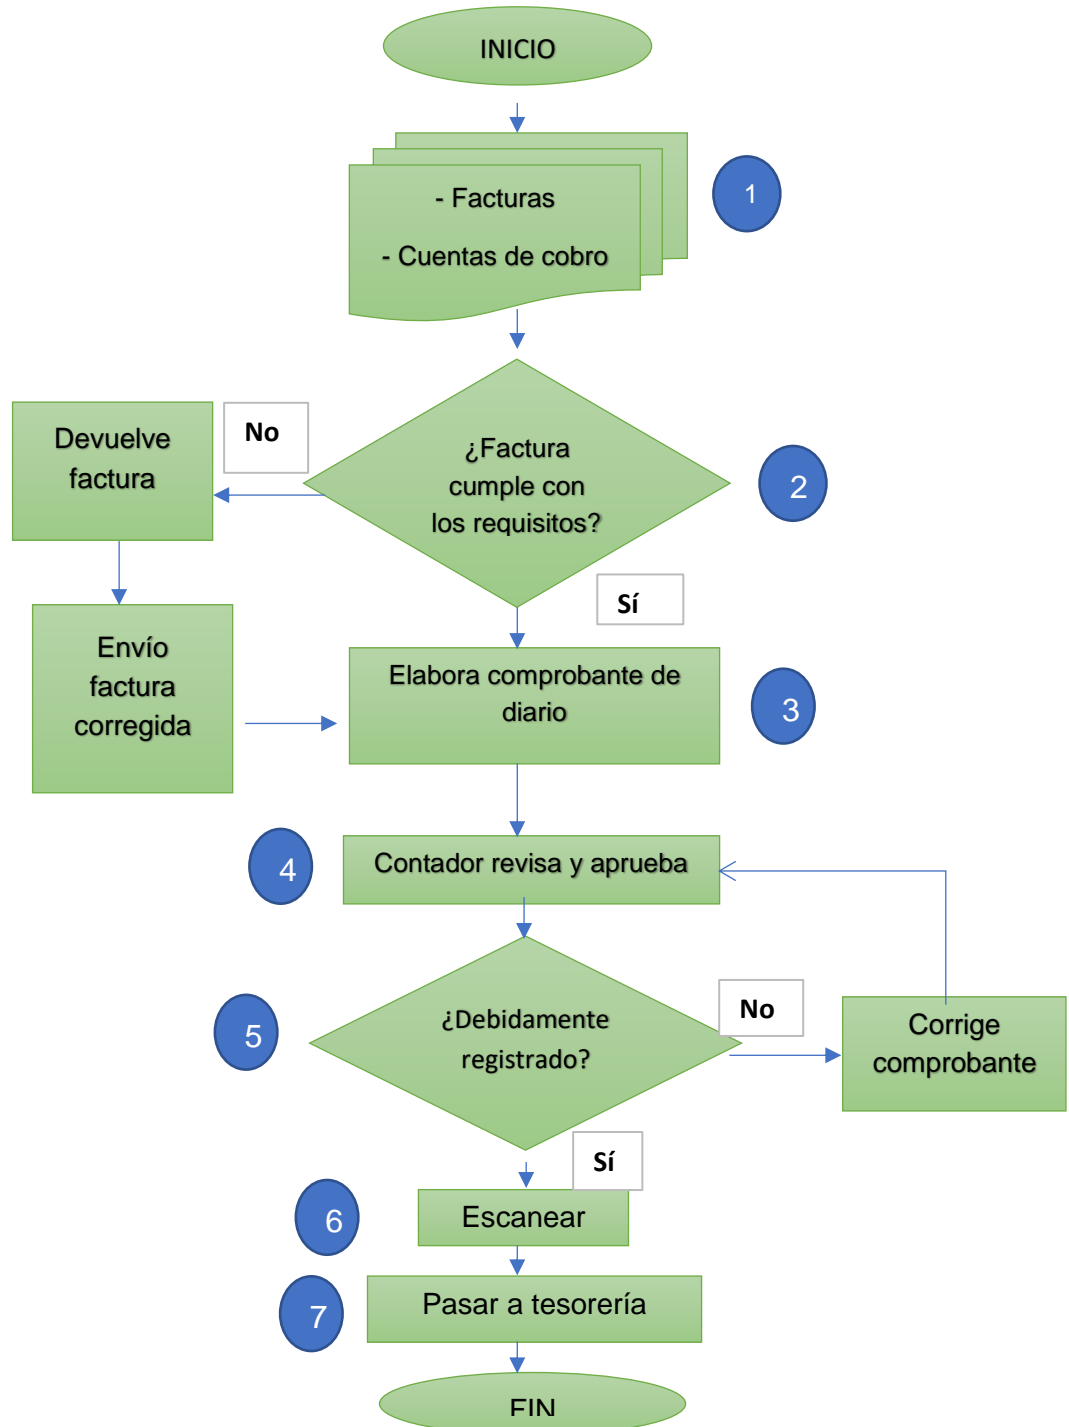 INICIO
- Facturas
1
- Cuentas de cobro
Devuelve
factura
No
¿Factura
cumple con
los requisitos?
2
Sí
Envío
factura
corregida
Elabora comprobante de
diario
3
4
Contador revisa y aprueba
5
¿Debidamente
registrado?
No
Corrige
comprobante
Sí
6
Escanear
7
Pasar a tesorería
FIN